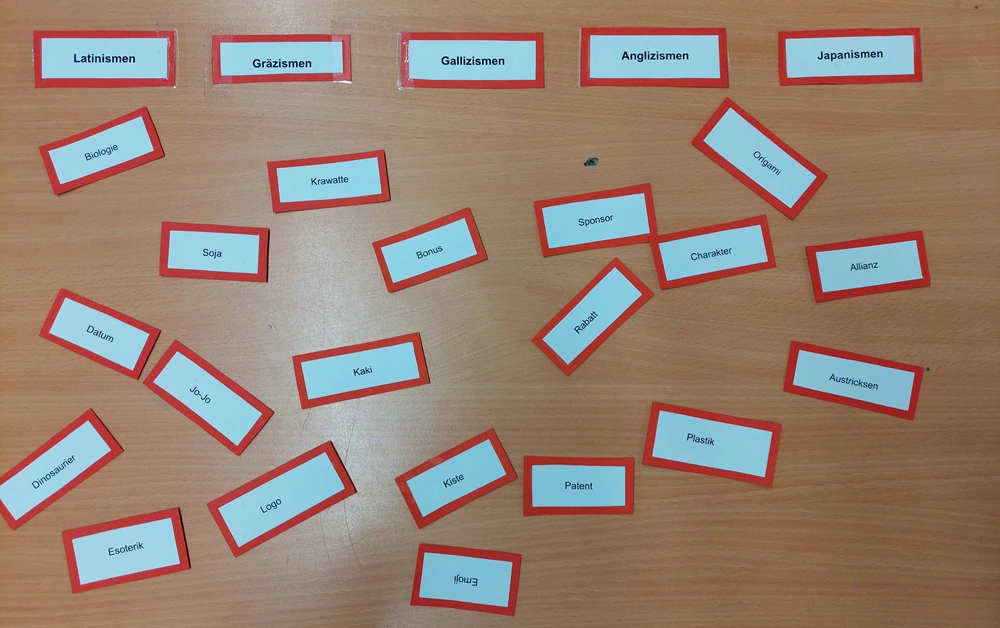 Latinismen
Gräzismen
Gallizismen
Anglizismen
Japanismen
Biologie
Krawatte
Origami
Soja
Bonus
Sponsor
Charakter
Allianz
Datum
Jo-Jo
Kaki
Rabatt
Austricksen
Dinosaurier
Logo
Kiste
Patent
Plastik
Esoterik
Emoji